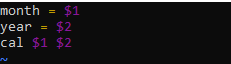 month = $1
year = $2
cal $1 $2
~